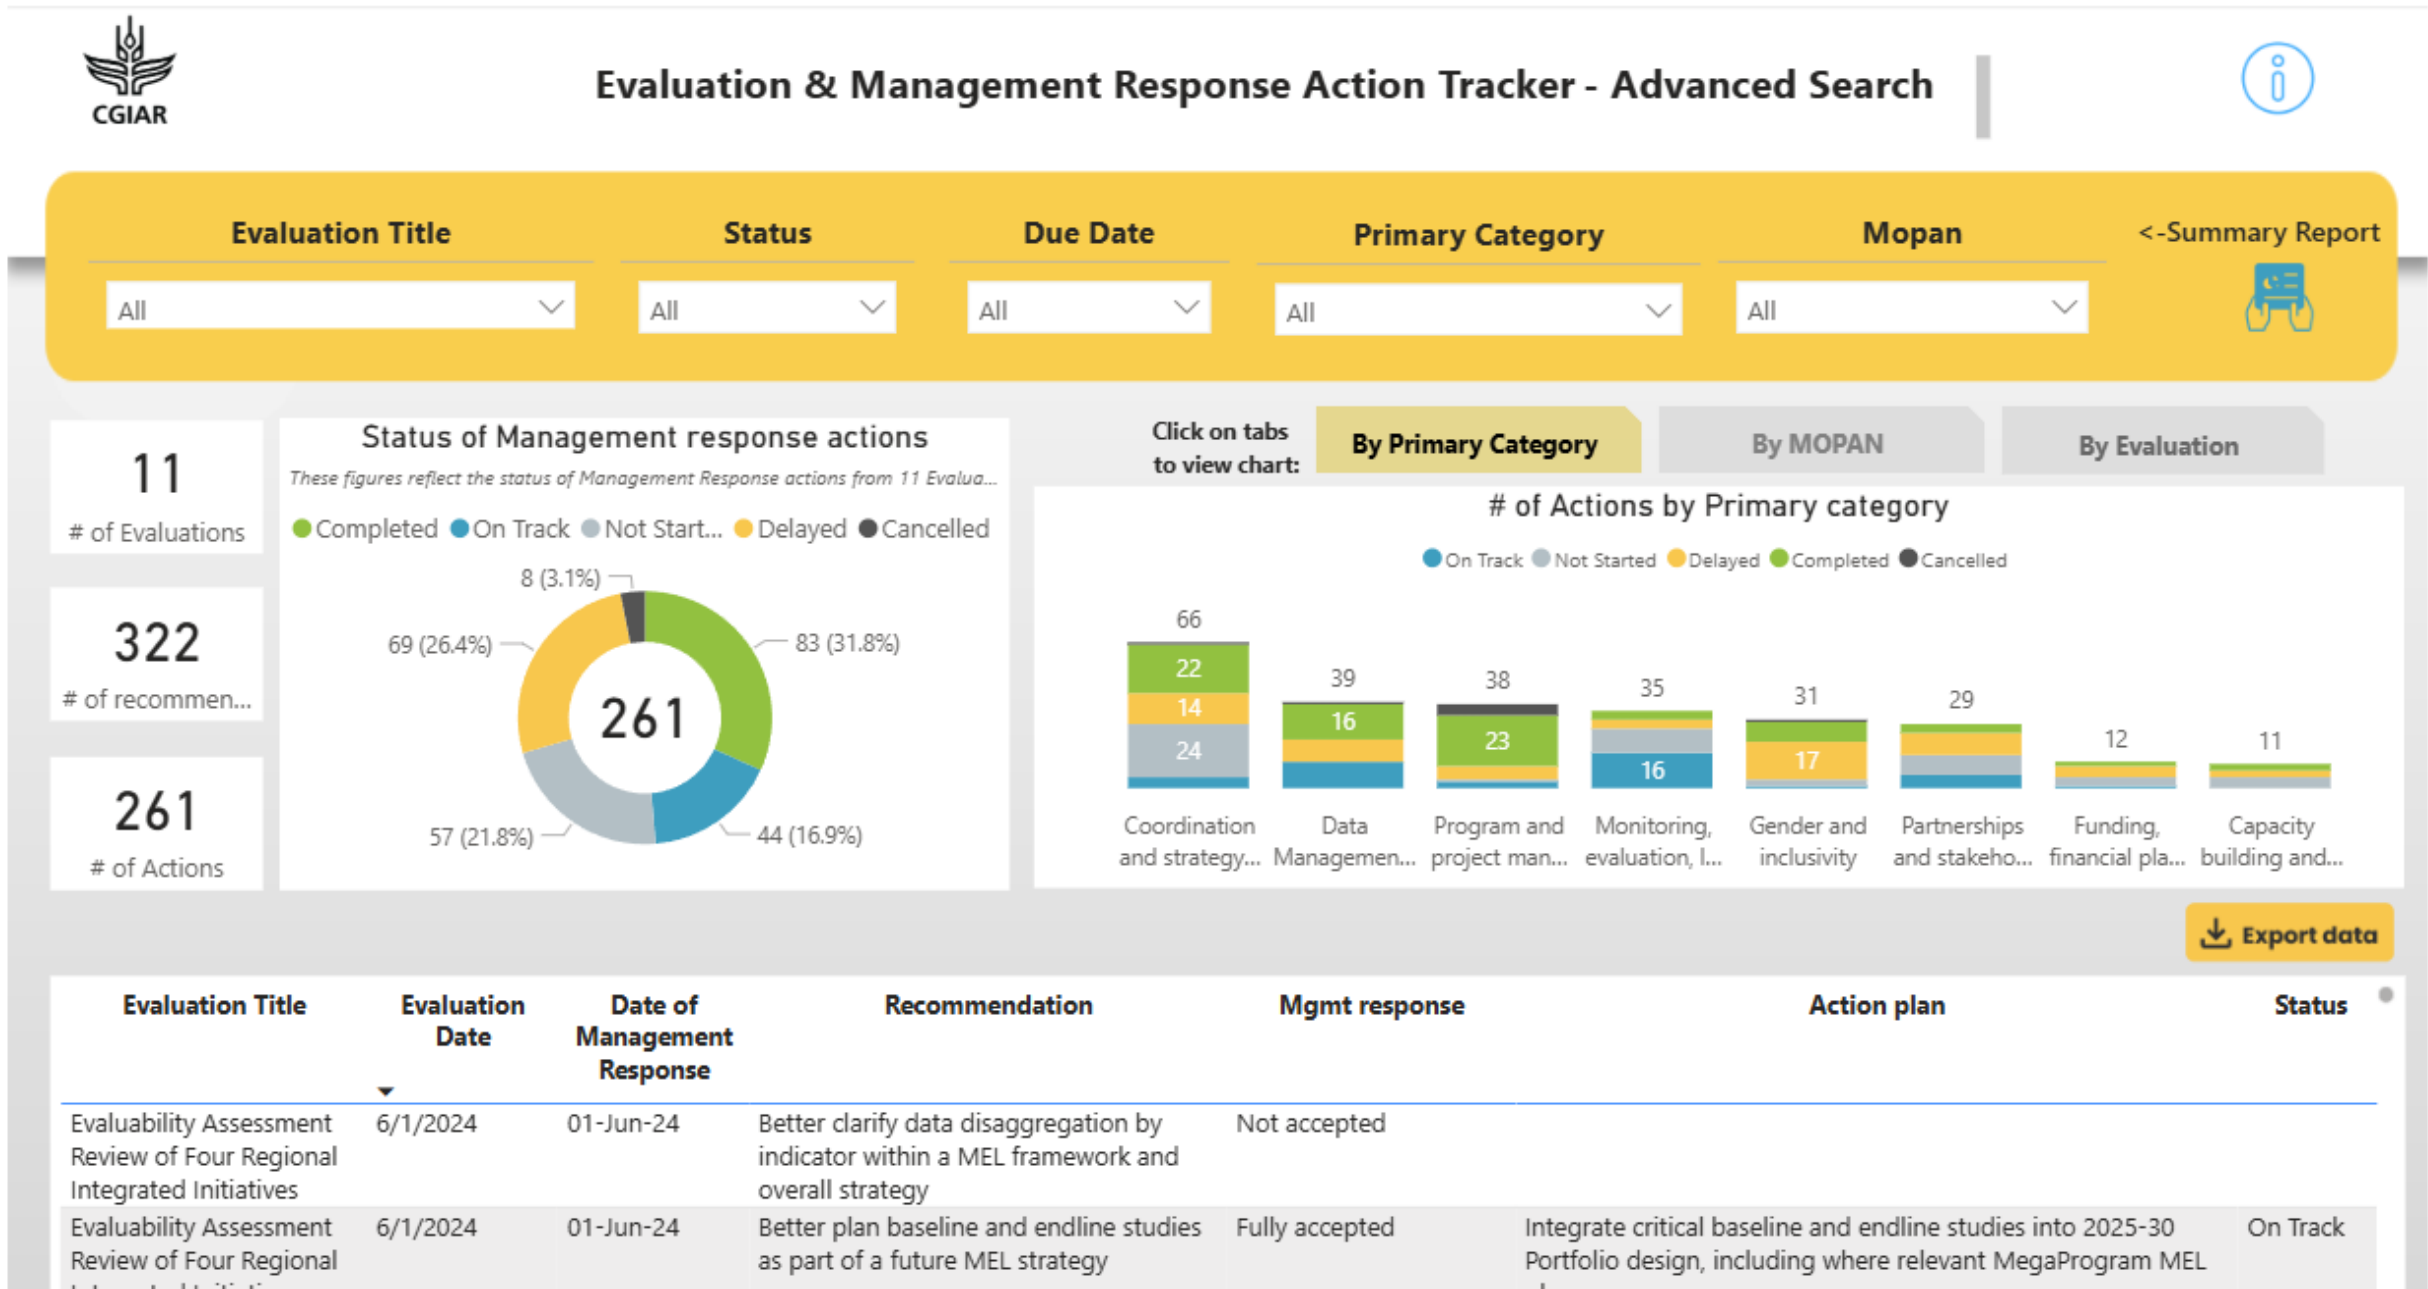 CGIAR
Evaluation & Management Response Action Tracker - Advanced Search
Evaluation Title
Status
Due Date
Primary Category
Mopan
<-Summary Report
All
All
All
All
All
11
# of Evaluations
322
# of recommen...
261
# of Actions
Status of Management response actions
These figures reflect the status of Management Response actions from 11 Evalua...
Completed On Track Not Start... Delayed Cancelled
8 (3.1%)
69 (26.4%)
83 (31.8%)
261
57 (21.8%)
44 (16.9%)
Click on tabs
to view chart:
By Primary Category
By MOPAN
By Evaluation
# of Actions by Primary category
On Track Not Started Delayed Completed Cancelled
66
22
14
24
39
16
38
23
35
16
31
17
29
12
11
Coordination
and strategy...
Data
Managemen...
Program and
project man...
Monitoring,
evaluation, l...
Gender and
inclusivity
Partnerships
and stakeho...
Funding,
financial pla...
Capacity
building and...
Export data
Evaluation Title
Evaluation
Date
Date of
Management
Response
Recommendation
Mgmt response
Action plan
Status
Evaluability Assessment
Review of Four Regional
Integrated Initiatives
6/1/2024
01-Jun-24
Better clarify data disaggregation by
indicator within a MEL framework and
overall strategy
Not accepted
Evaluability Assessment
Review of Four Regional
6/1/2024
01-Jun-24
Better plan baseline and endline studies
as part of a future MEL strategy
Fully accepted
Integrate critical baseline and endline studies into 2025-30
Portfolio design, including where relevant MegaProgram MEL
On Track